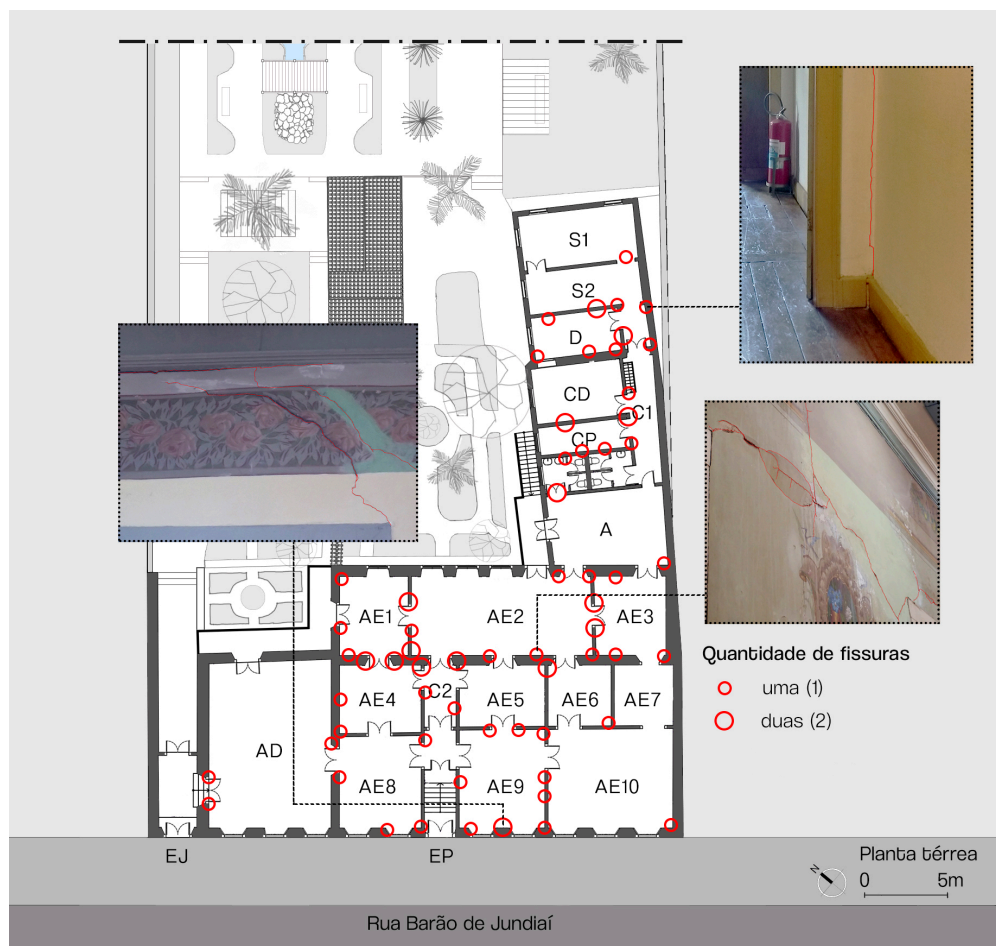 S1
S2
D
CD
C1
CP
A
AE1
AE2
AE3
Quantidade de fissuras
uma (1)
duas (2)
AE4
C2
AE5
AE6
AE7
AD
AE8
AE9
AE10
EJ
EP
Planta térrea
N
0
5m
Rua Barão de Jundiaí